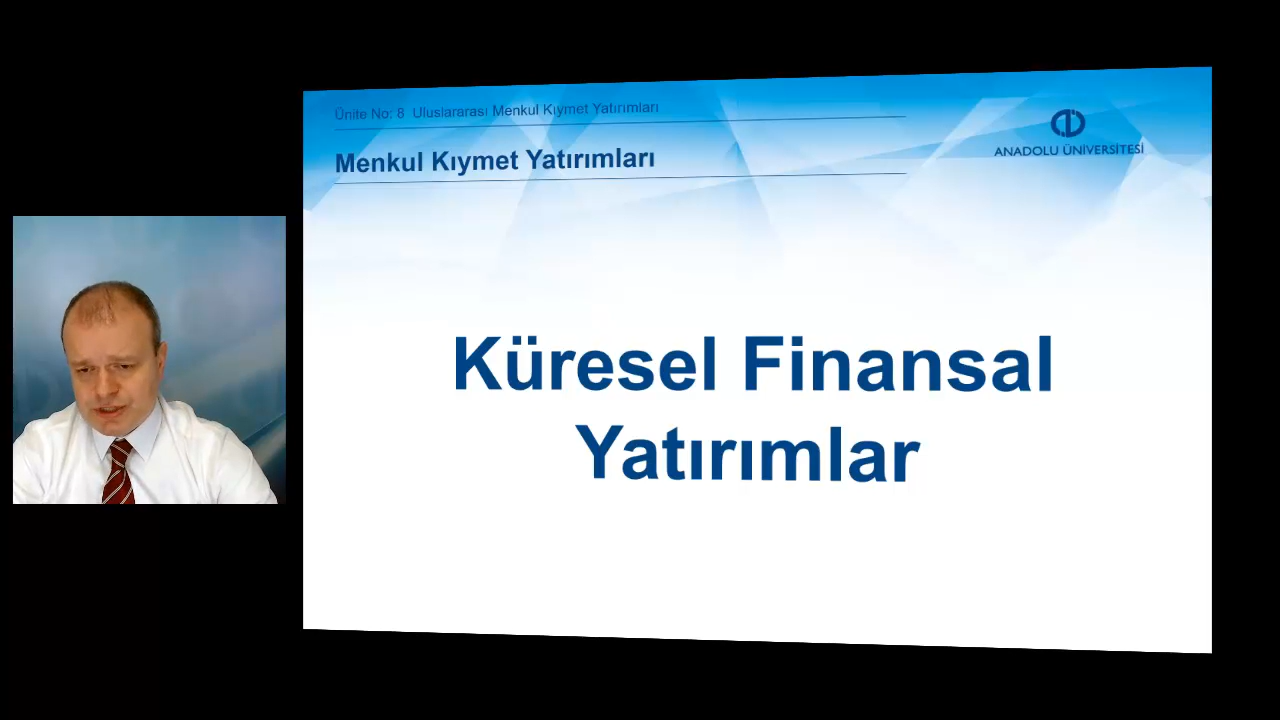 Ünite No: 8 Uluslararası Menkul Kıymet Yatırımları
Menkul Kıymet Yatırımları
ANADOLU ÜNİVERSİTESİ
Küresel Finansal
Yatırımlar